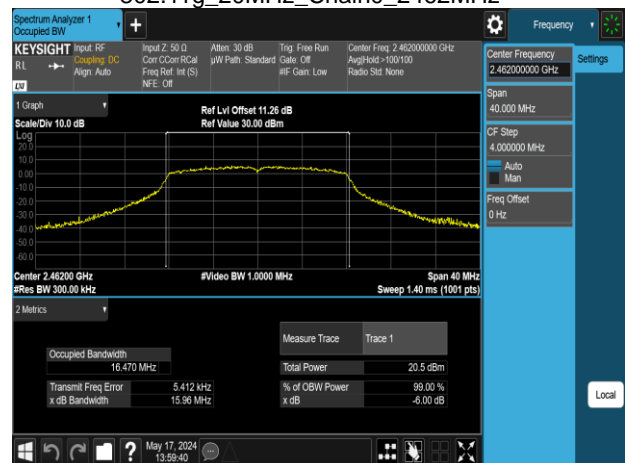 802.11g_20MHz_Chain0_2462MHz
Spectrum Analyzer 1
Occupied BW
Frequency
KEYSIGHT
Input: RF
Input Z: 50 Ω
Atten: 30 dB
Trig: Free Run
Center Freq: 2.462000000 GHz
RL
Coupling: DC
Corr CCorr RCal
µW Path: Standard
Gate: Off
Avg|Hold:>100/100
Align: Auto
Freq Ref: Int (S)
#IF Gain: Low
Radio Std: None
NFE: Off
LXI
Center Frequency
2.462000000 GHz
Settings
Span
40.000 MHz
CF Step
4.000000 MHz
Auto
Man
Freq Offset
0 Hz
Local
1 Graph
Ref Lvl Offset 11.26 dB
Scale/Div 10.0 dB
Ref Value 30.00 dBm
Log
20.0
10.0
0.00
-10.0
-20.0
-30.0
-40.0
-50.0
-60.0
Center 2.46200 GHz
#Video BW 1.0000 MHz
Span 40 MHz
#Res BW 300.00 kHz
Sweep 1.40 ms (1001 pts)
2 Metrics
Measure Trace
Trace 1
Occupied Bandwidth
16.470 MHz
Total Power
20.5 dBm
Transmit Freq Error
5.412 kHz
% of OBW Power
99.00 %
x dB Bandwidth
15.96 MHz
x dB
-6.00 dB
?
May 17, 2024
13:59:40